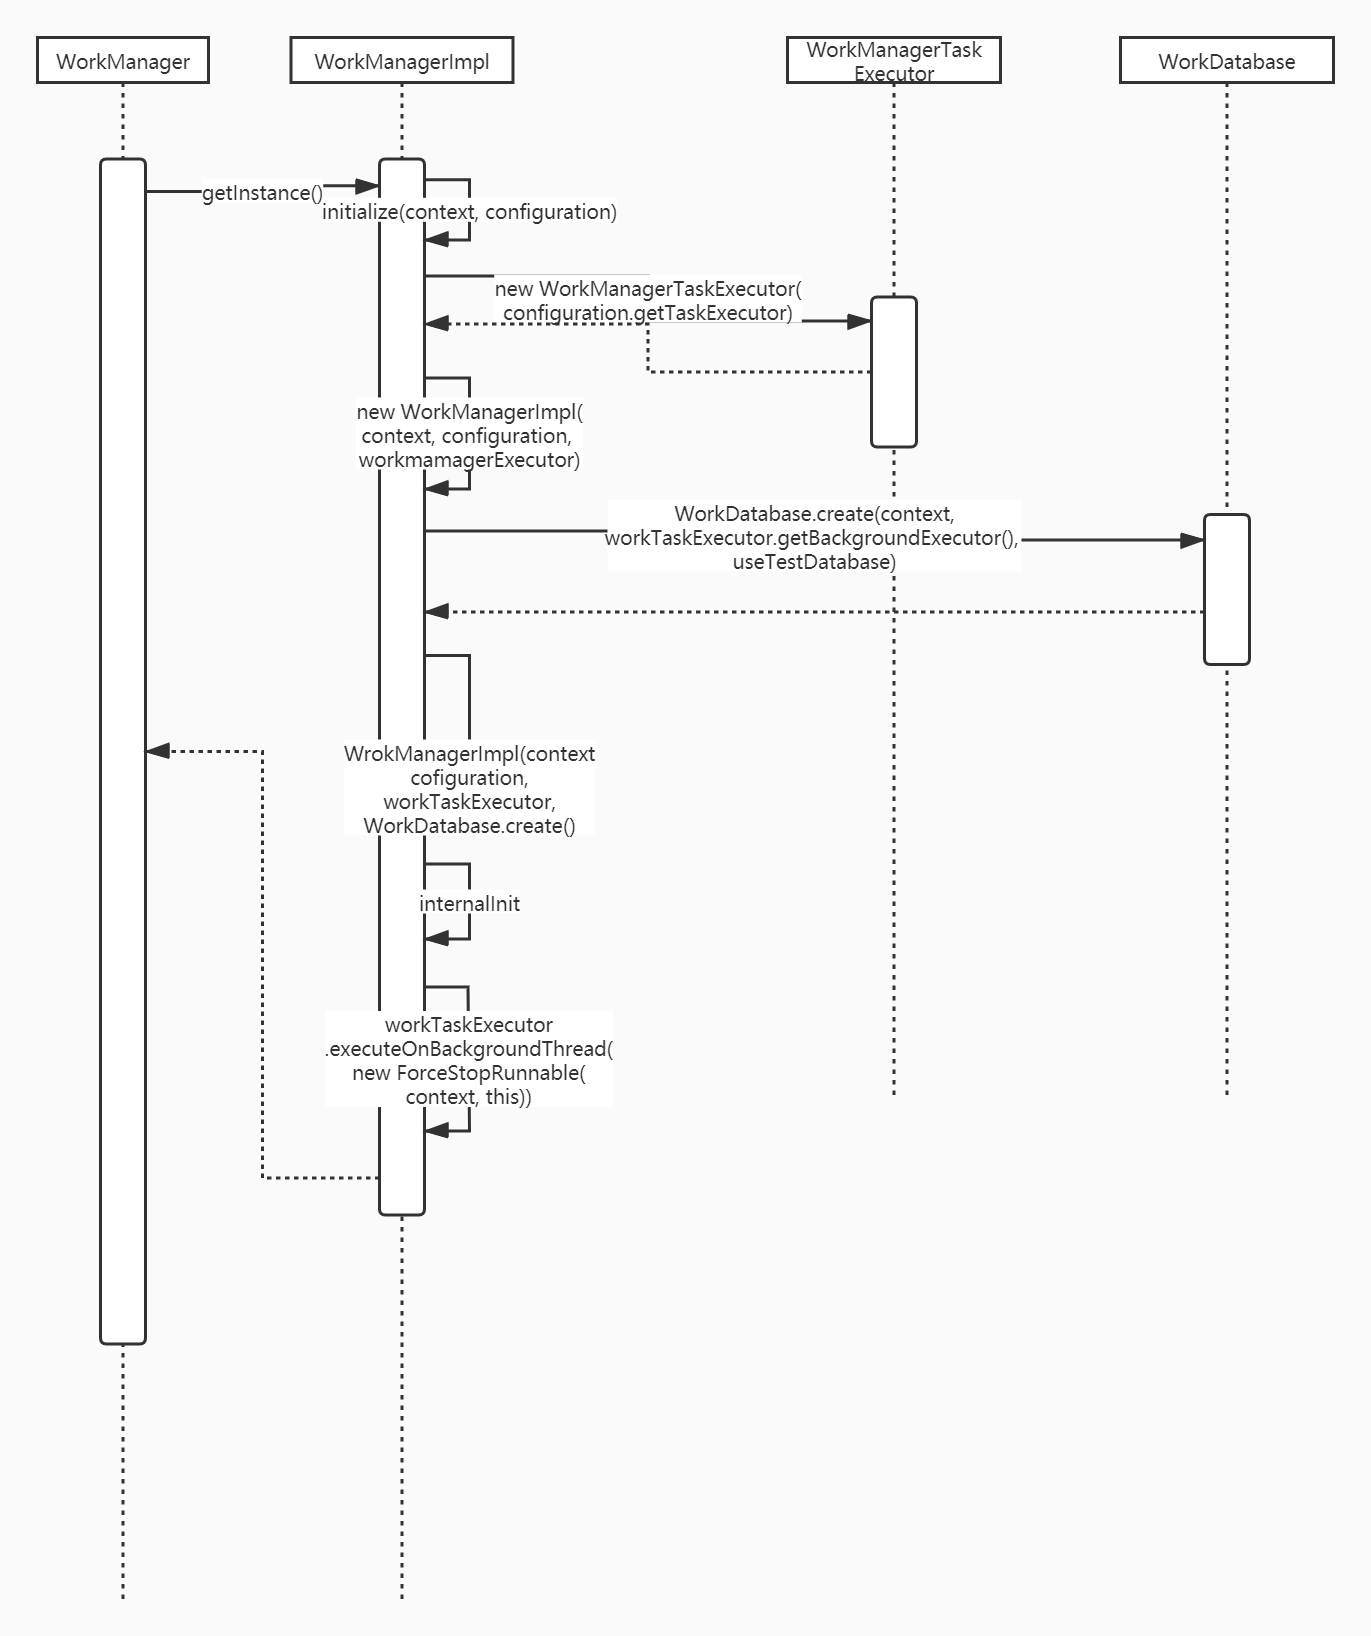 WorkManager
WorkManagerImpl
WorkManagerTask
Executor
WorkDatabase
getInstance()
initialize(context, configuration)
new WorkManagerTaskExecutor(
configuration.getTaskExecutor)
new WorkManagerImpl(
context, configuration,
workmamagerExecutor)
WorkDatabase.create(context,
workTaskExecutor.getBackgroundExecutor(),
useTestDatabase)
WrokManagerImpl(context
cofiguration,
workTaskExecutor,
WorkDatabase.create()
internalInit
workTaskExecutor
.executeOnBackgroundThread(
new ForceStopRunnable(
context, this))